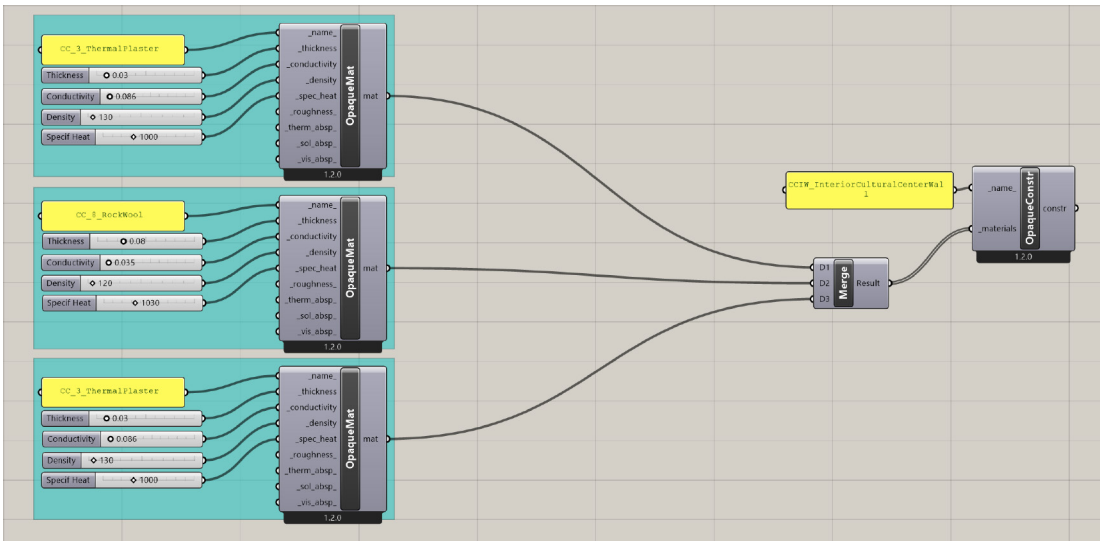 CC_3_ThermalPlaster
Thickness 0.03
Conductivity 0.086
Density 130
Specif Heat 1000
_name_
_thickness
_conductivity
_density
_spec_heat
_roughness_
_therm_absp_
_sol_absp_
_vis_absp_
OpaqueMat
mat
1.2.0
CC_8_RockWool
Thickness 0.08
Conductivity 0.035
Density 120
Specif Heat 1030
_name_
_thickness
_conductivity
_density
_spec_heat
_roughness_
_therm_absp_
_sol_absp_
_vis_absp_
OpaqueMat
mat
1.2.0
CC_3_ThermalPlaster
Thickness 0.03
Conductivity 0.086
Density 130
Specif Heat 1000
_name_
_thickness
_conductivity
_density
_spec_heat
_roughness_
_therm_absp_
_sol_absp_
_vis_absp_
OpaqueMat
mat
1.2.0
D1
D2
D3
Merge
Result
CCIW_InteriorCulturalCenterWal
l
_name_
_materials
OpaqueConstr
constr
1.2.0